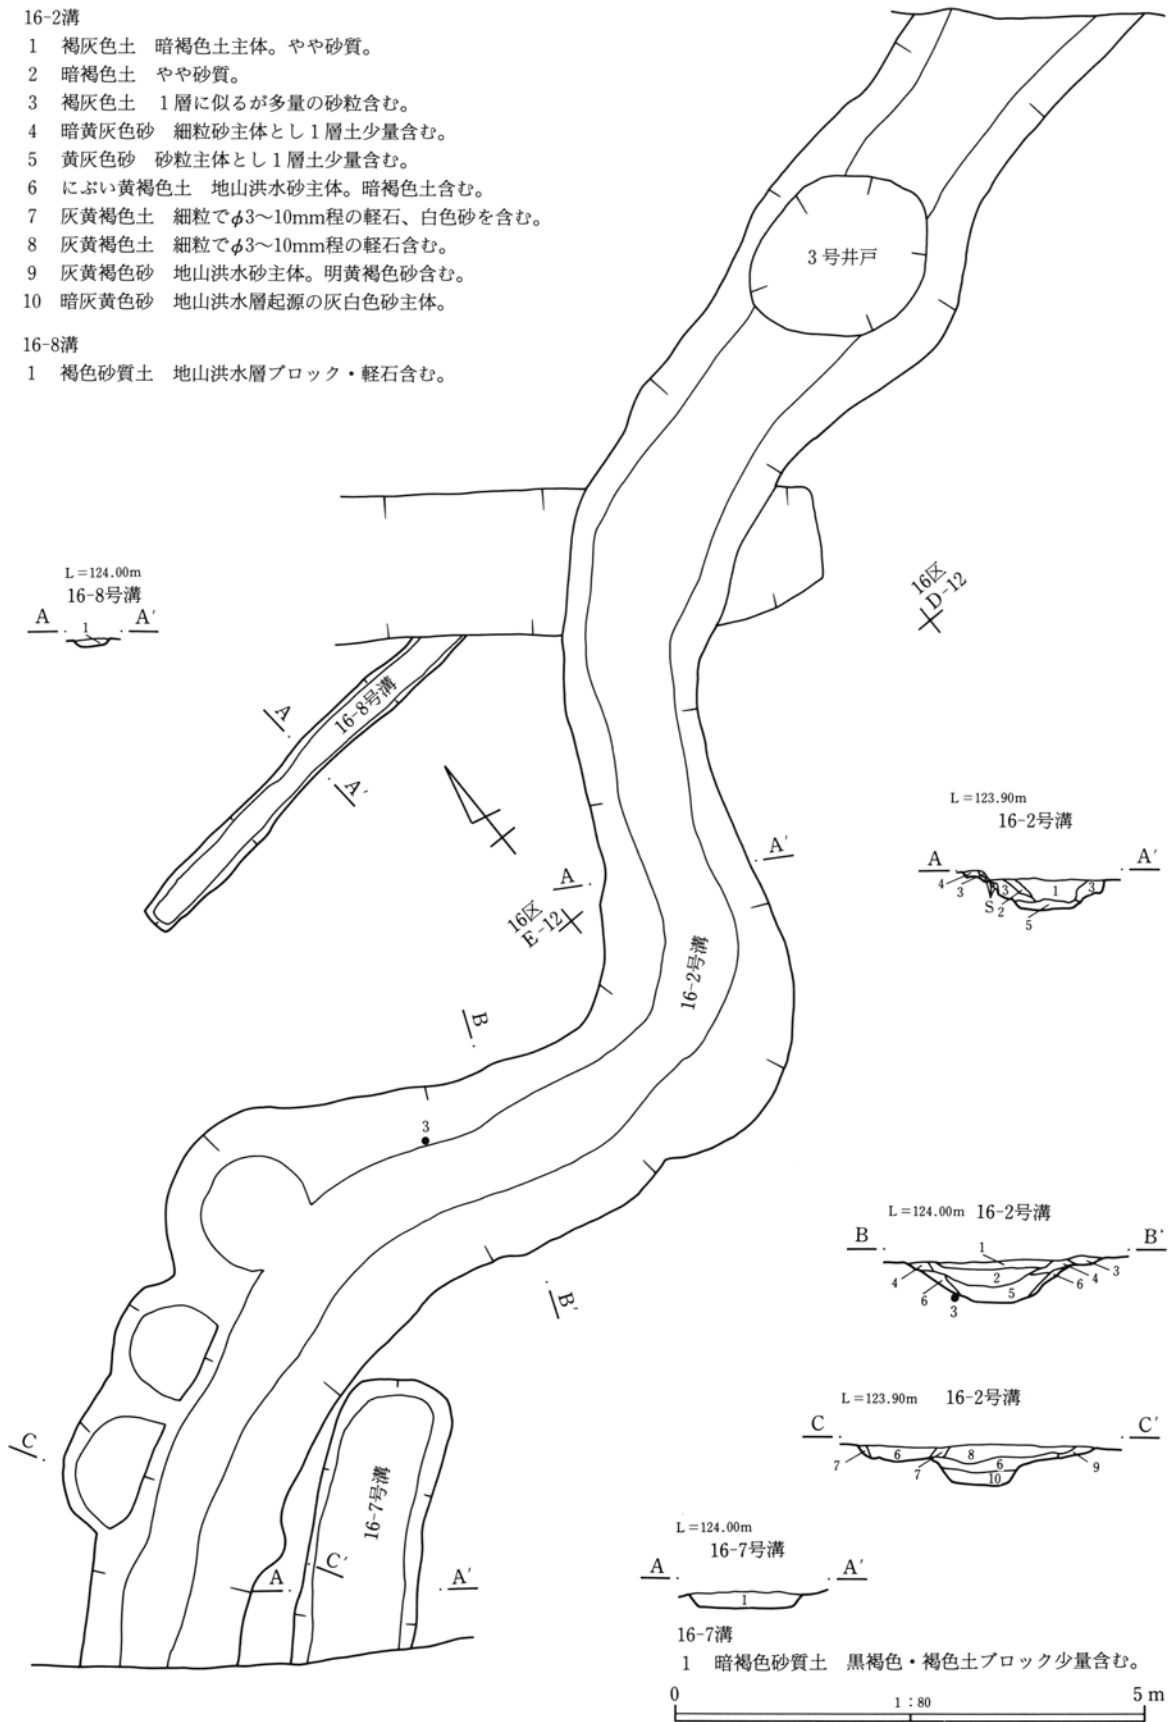 16-2溝
1 褐灰色土 暗褐色土主体。やや砂質。
2 暗褐色土 やや砂質。
3 褐灰色土 1層に似るが多量の砂粒含む。
4 暗黄灰色砂 細粒砂主体とし1層土少量含む。
5 黄灰色砂 砂粒主体とし1層土少量含む。
6 にぶい黄褐色土 地山洪水砂主体。暗褐色土含む。
7 灰黄褐色土 細粒でφ3〜10mm程の軽石、白色砂を含む。
8 灰黄褐色土 細粒でφ3〜10mm程の軽石含む。
9 灰黄褐色砂 地山洪水砂主体。明黄褐色砂含む。
10 暗灰黄色砂 地山洪水層起源の灰白色砂主体。
16-8溝
1 褐色砂質土 地山洪水層ブロック・軽石含む。
3号井戸
L=124.00m
16-8号溝
A A′
1
16区
D-12
16-8号溝
A
A′
A A′
16区
E-12
16-2号溝
L=123.90m
16-2号溝
A A′
4 3 S 3 2 1 3
5
B
3
B′
L=124.00m 16-2号溝
B B′
1
4 2 4 3
6 5 6
3
C
C′
16-7号溝
A A′
L=123.90m 16-2号溝
C C′
7 6 7 8 6 9
10
L=124.00m
16-7号溝
A A′
1
16-7溝
1 暗褐色砂質土 黒褐色・褐色土ブロック少量含む。
0 1:80 5m